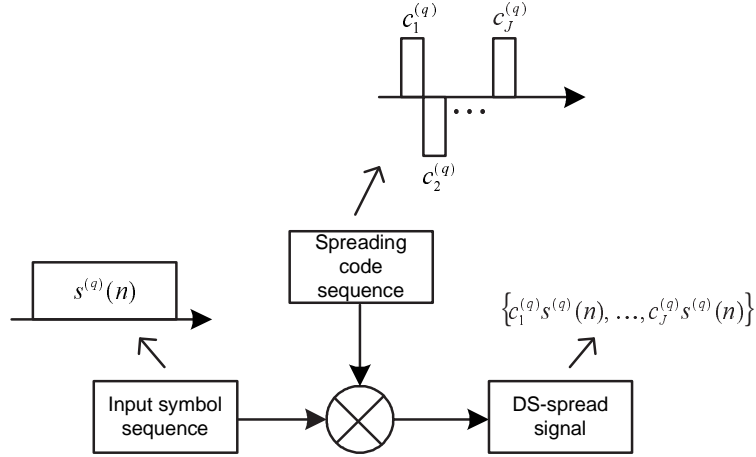 c_1^{(q)}
c_J^{(q)}
...
c_2^{(q)}
Spreading
code
sequence
s^{(q)}(n)
{c_1^{(q)}s^{(q)}(n), ...,c_J^{(q)}s^{(q)}(n)}
Input symbol
sequence
DS-spread
signal